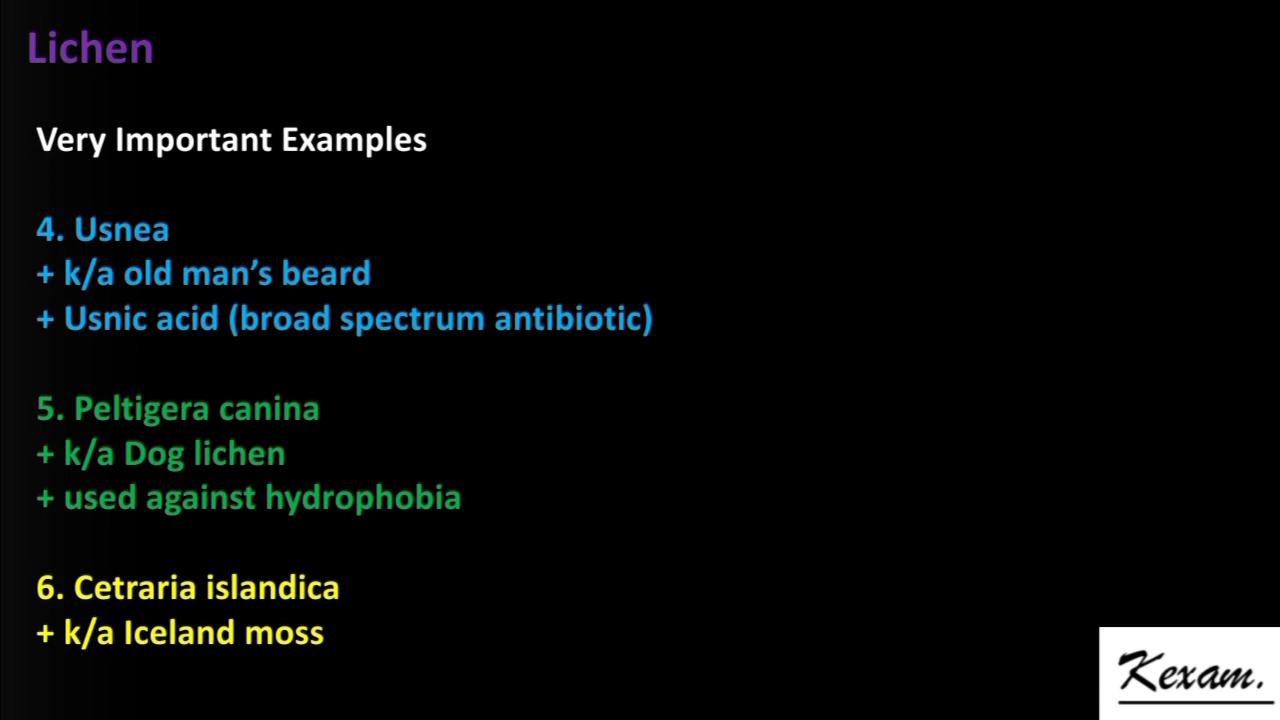 Lichen
Very Important Examples
4. Usnea
+ k/a old man’s beard
+ Usnic acid (broad spectrum antibiotic)
5. Peltigera canina
+ k/a Dog lichen
+ used against hydrophobia
6. Cetraria islandica
+ k/a Iceland moss
Kexam.